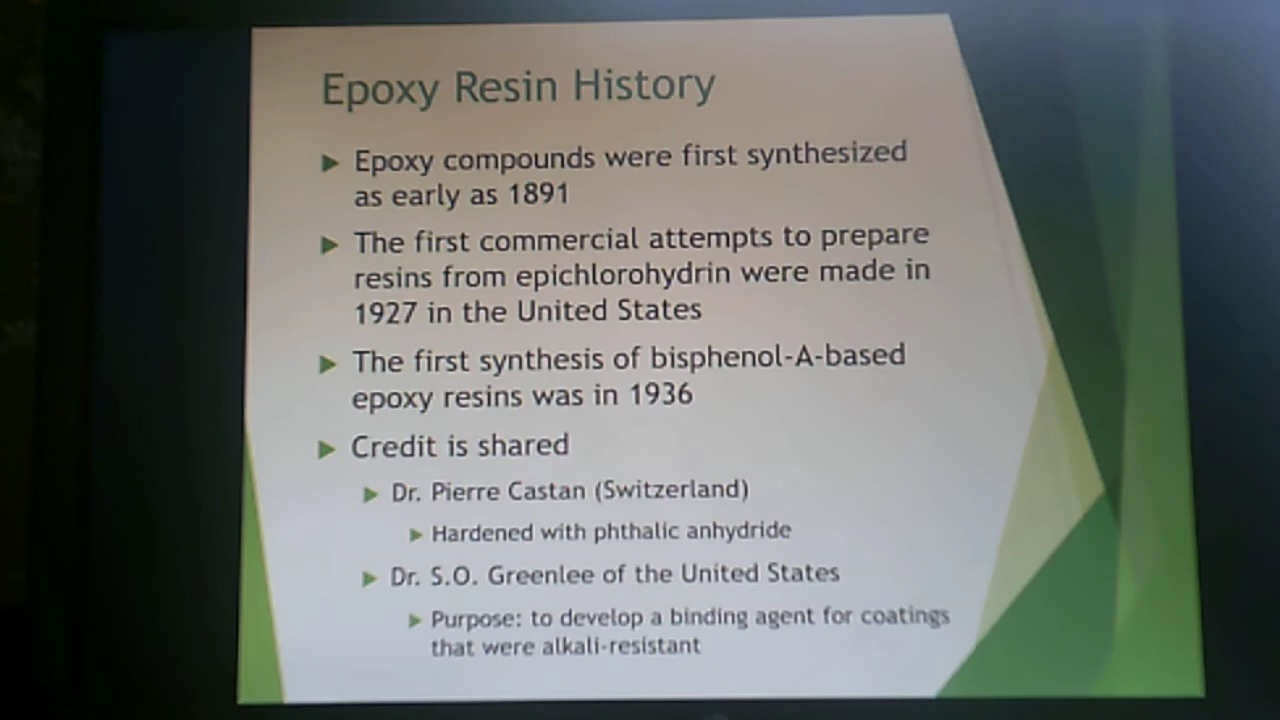 Epoxy Resin History
Epoxy compounds were first synthesized
as early as 1891
The first commercial attempts to prepare
resins from epichlorohydrin were made in
1927 in the United States
The first synthesis of bisphenol-A-based
epoxy resins was in 1936
Credit is shared
Dr. Pierre Castan (Switzerland)
Hardened with phthalic anhydride
Dr. S.O. Greenlee of the United States
Purpose: to develop a binding agent for coatings
that were alkali-resistant